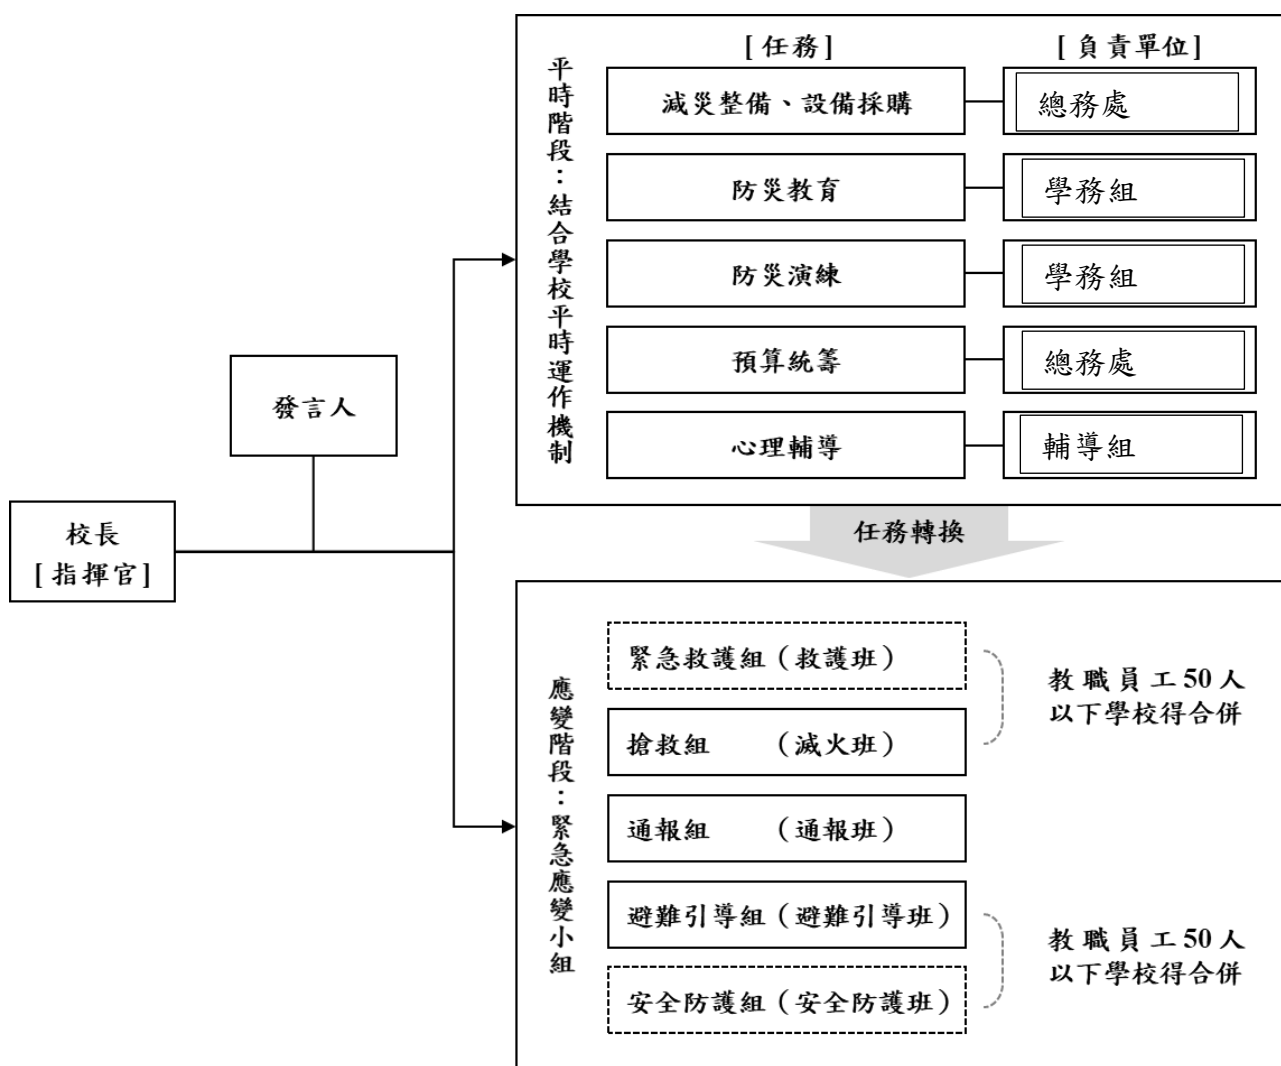 [任務]
[負責單位]
平時階段：結合學校平時運作機制
減災整備、設備採購
總務處
防災教育
學務組
防災演練
學務組
預算統籌
總務處
心理輔導
輔導組
發言人
校長
[指揮官]
任務轉換
應變階段：緊急應變小組
緊急救護組（救護班）
搶救組　　（滅火班）
教職員工50人
以下學校得合併
通報組　　（通報班）
避難引導組（避難引導班）
安全防護組（安全防護班）
教職員工50人
以下學校得合併